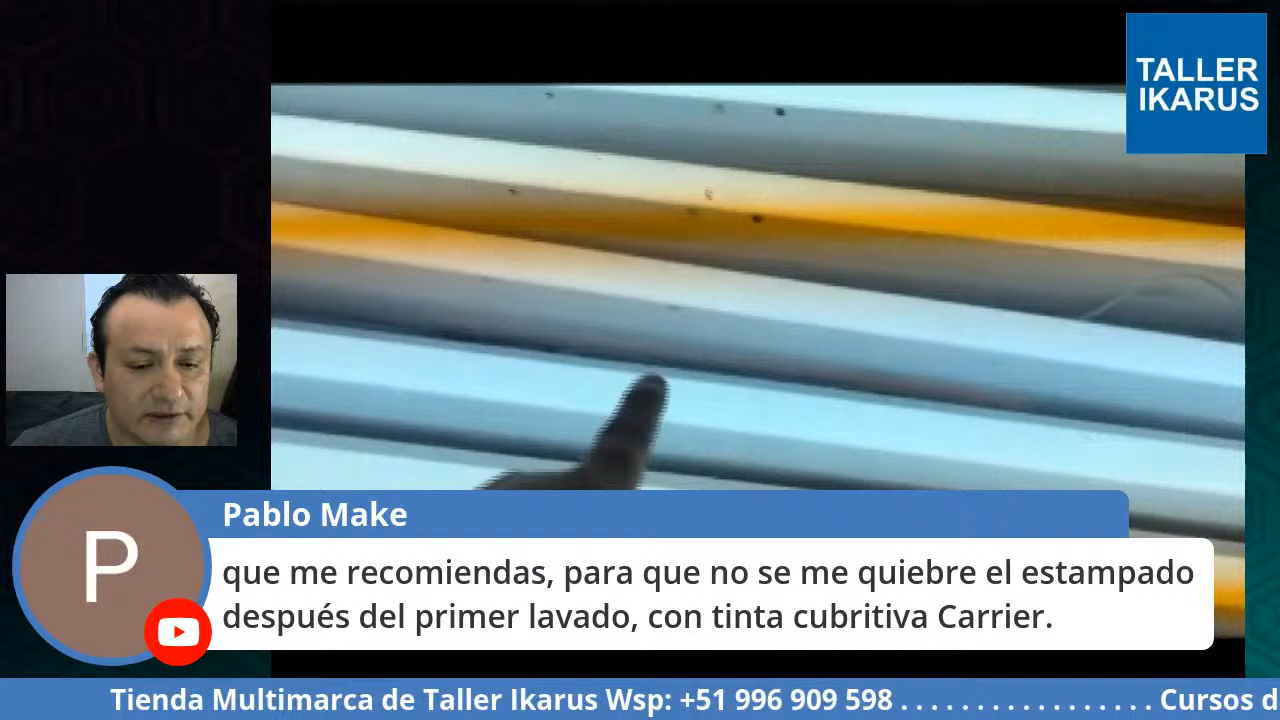 TALLER
IKARUS
P
Pablo Make
que me recomiendas, para que no se me quiebre el estampado
después del primer lavado, con tinta cubritiva Carrier.
Tienda Multimarca de Taller Ikarus Wsp: +51 996 909 598 . . . . . . . . . . . . . . . . . Cursos d